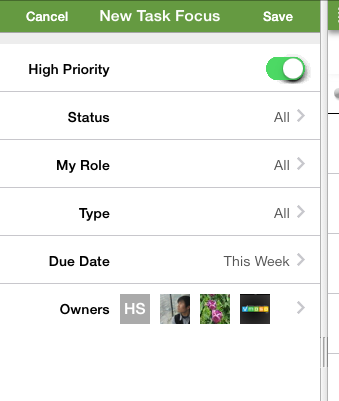 Cancel New Task Focus Save
High Priority
Status All
My Role All
Type All
Due Date This Week
Owners HS